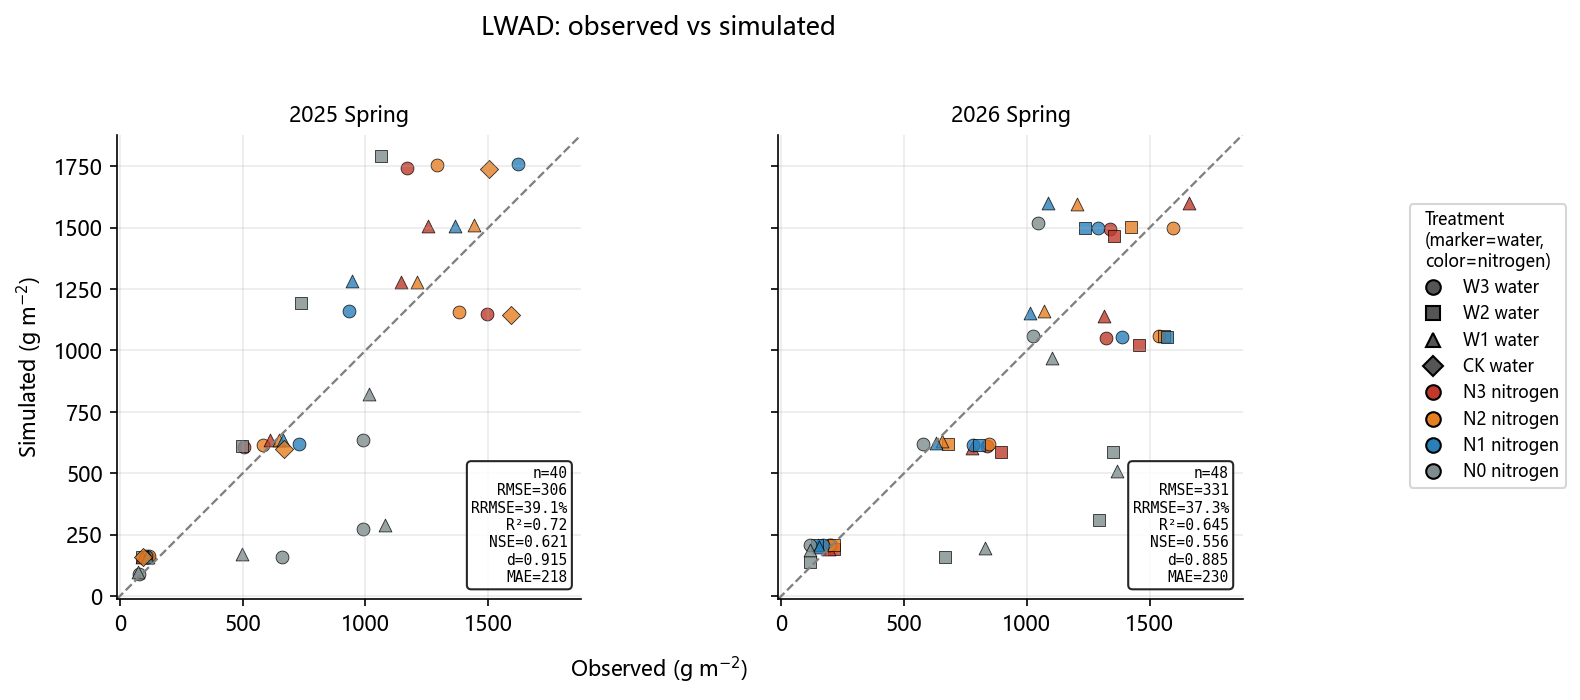 LWAD: observed vs simulated
2025 Spring
2026 Spring
Simulated (g m⁻²)
1750
1500
1250
1000
750
500
250
0
n=40
RMSE=306
RRMSE=39.1%
R²=0.72
NSE=0.621
d=0.915
MAE=218
0 500 1000 1500
n=48
RMSE=331
RRMSE=37.3%
R²=0.645
NSE=0.556
d=0.885
MAE=230
0 500 1000 1500
Observed (g m⁻²)
Treatment
(marker=water,
color=nitrogen)
W3 water
W2 water
W1 water
CK water
N3 nitrogen
N2 nitrogen
N1 nitrogen
N0 nitrogen